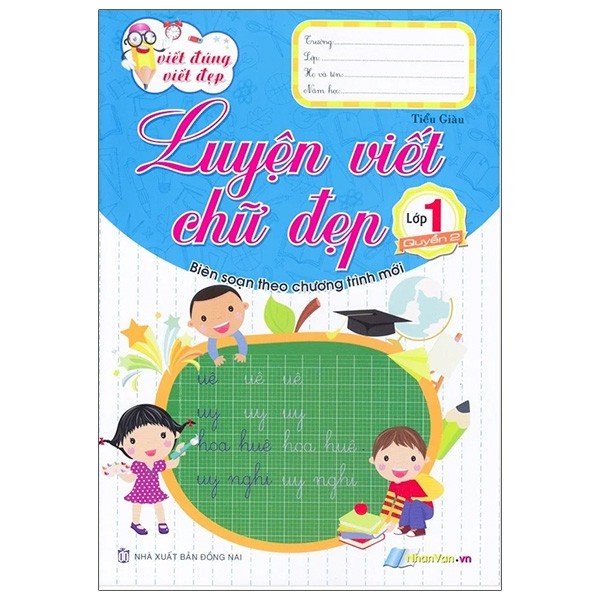 viết đúng
viết đẹp
Trường:
Lớp:
Họ và tên:
Năm học:
Tiểu Giàu
Luyện viết
chữ đẹp
Lớp 1
Quyển 2
Biên soạn theo chương trình mới
uê uê uê
uy uy uy
hoa huê hoa huê
uy nghi uy nghi
NHÀ XUẤT BẢN ĐỒNG NAI
NhanVan.vn